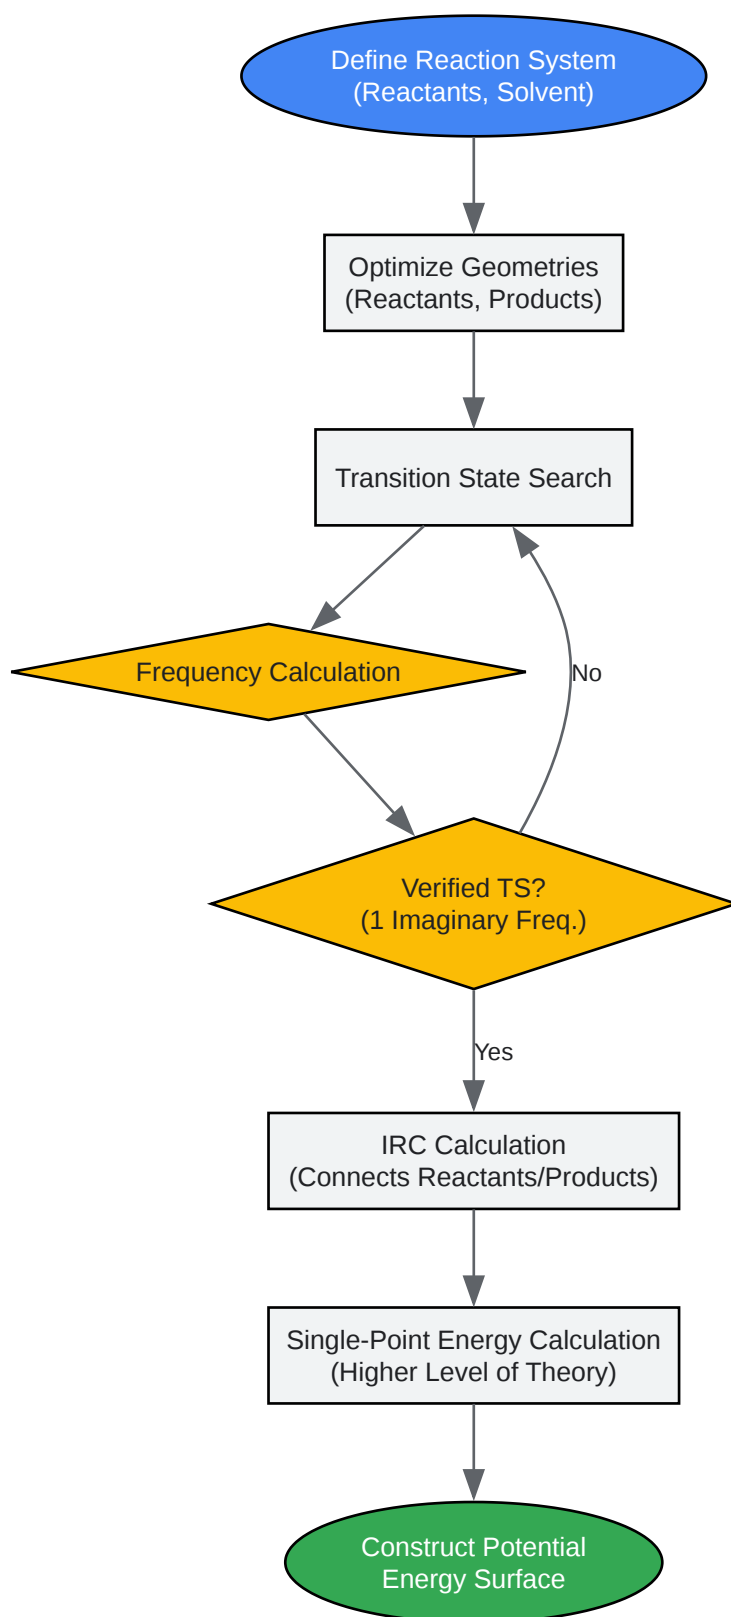 Define Reaction System
(Reactants, Solvent)
Optimize Geometries
(Reactants, Products)
Transition State Search
Frequency Calculation
No
Verified TS?
(1 Imaginary Freq.)
Yes
IRC Calculation
(Connects Reactants/Products)
Single-Point Energy Calculation
(Higher Level of Theory)
Construct Potential
Energy Surface